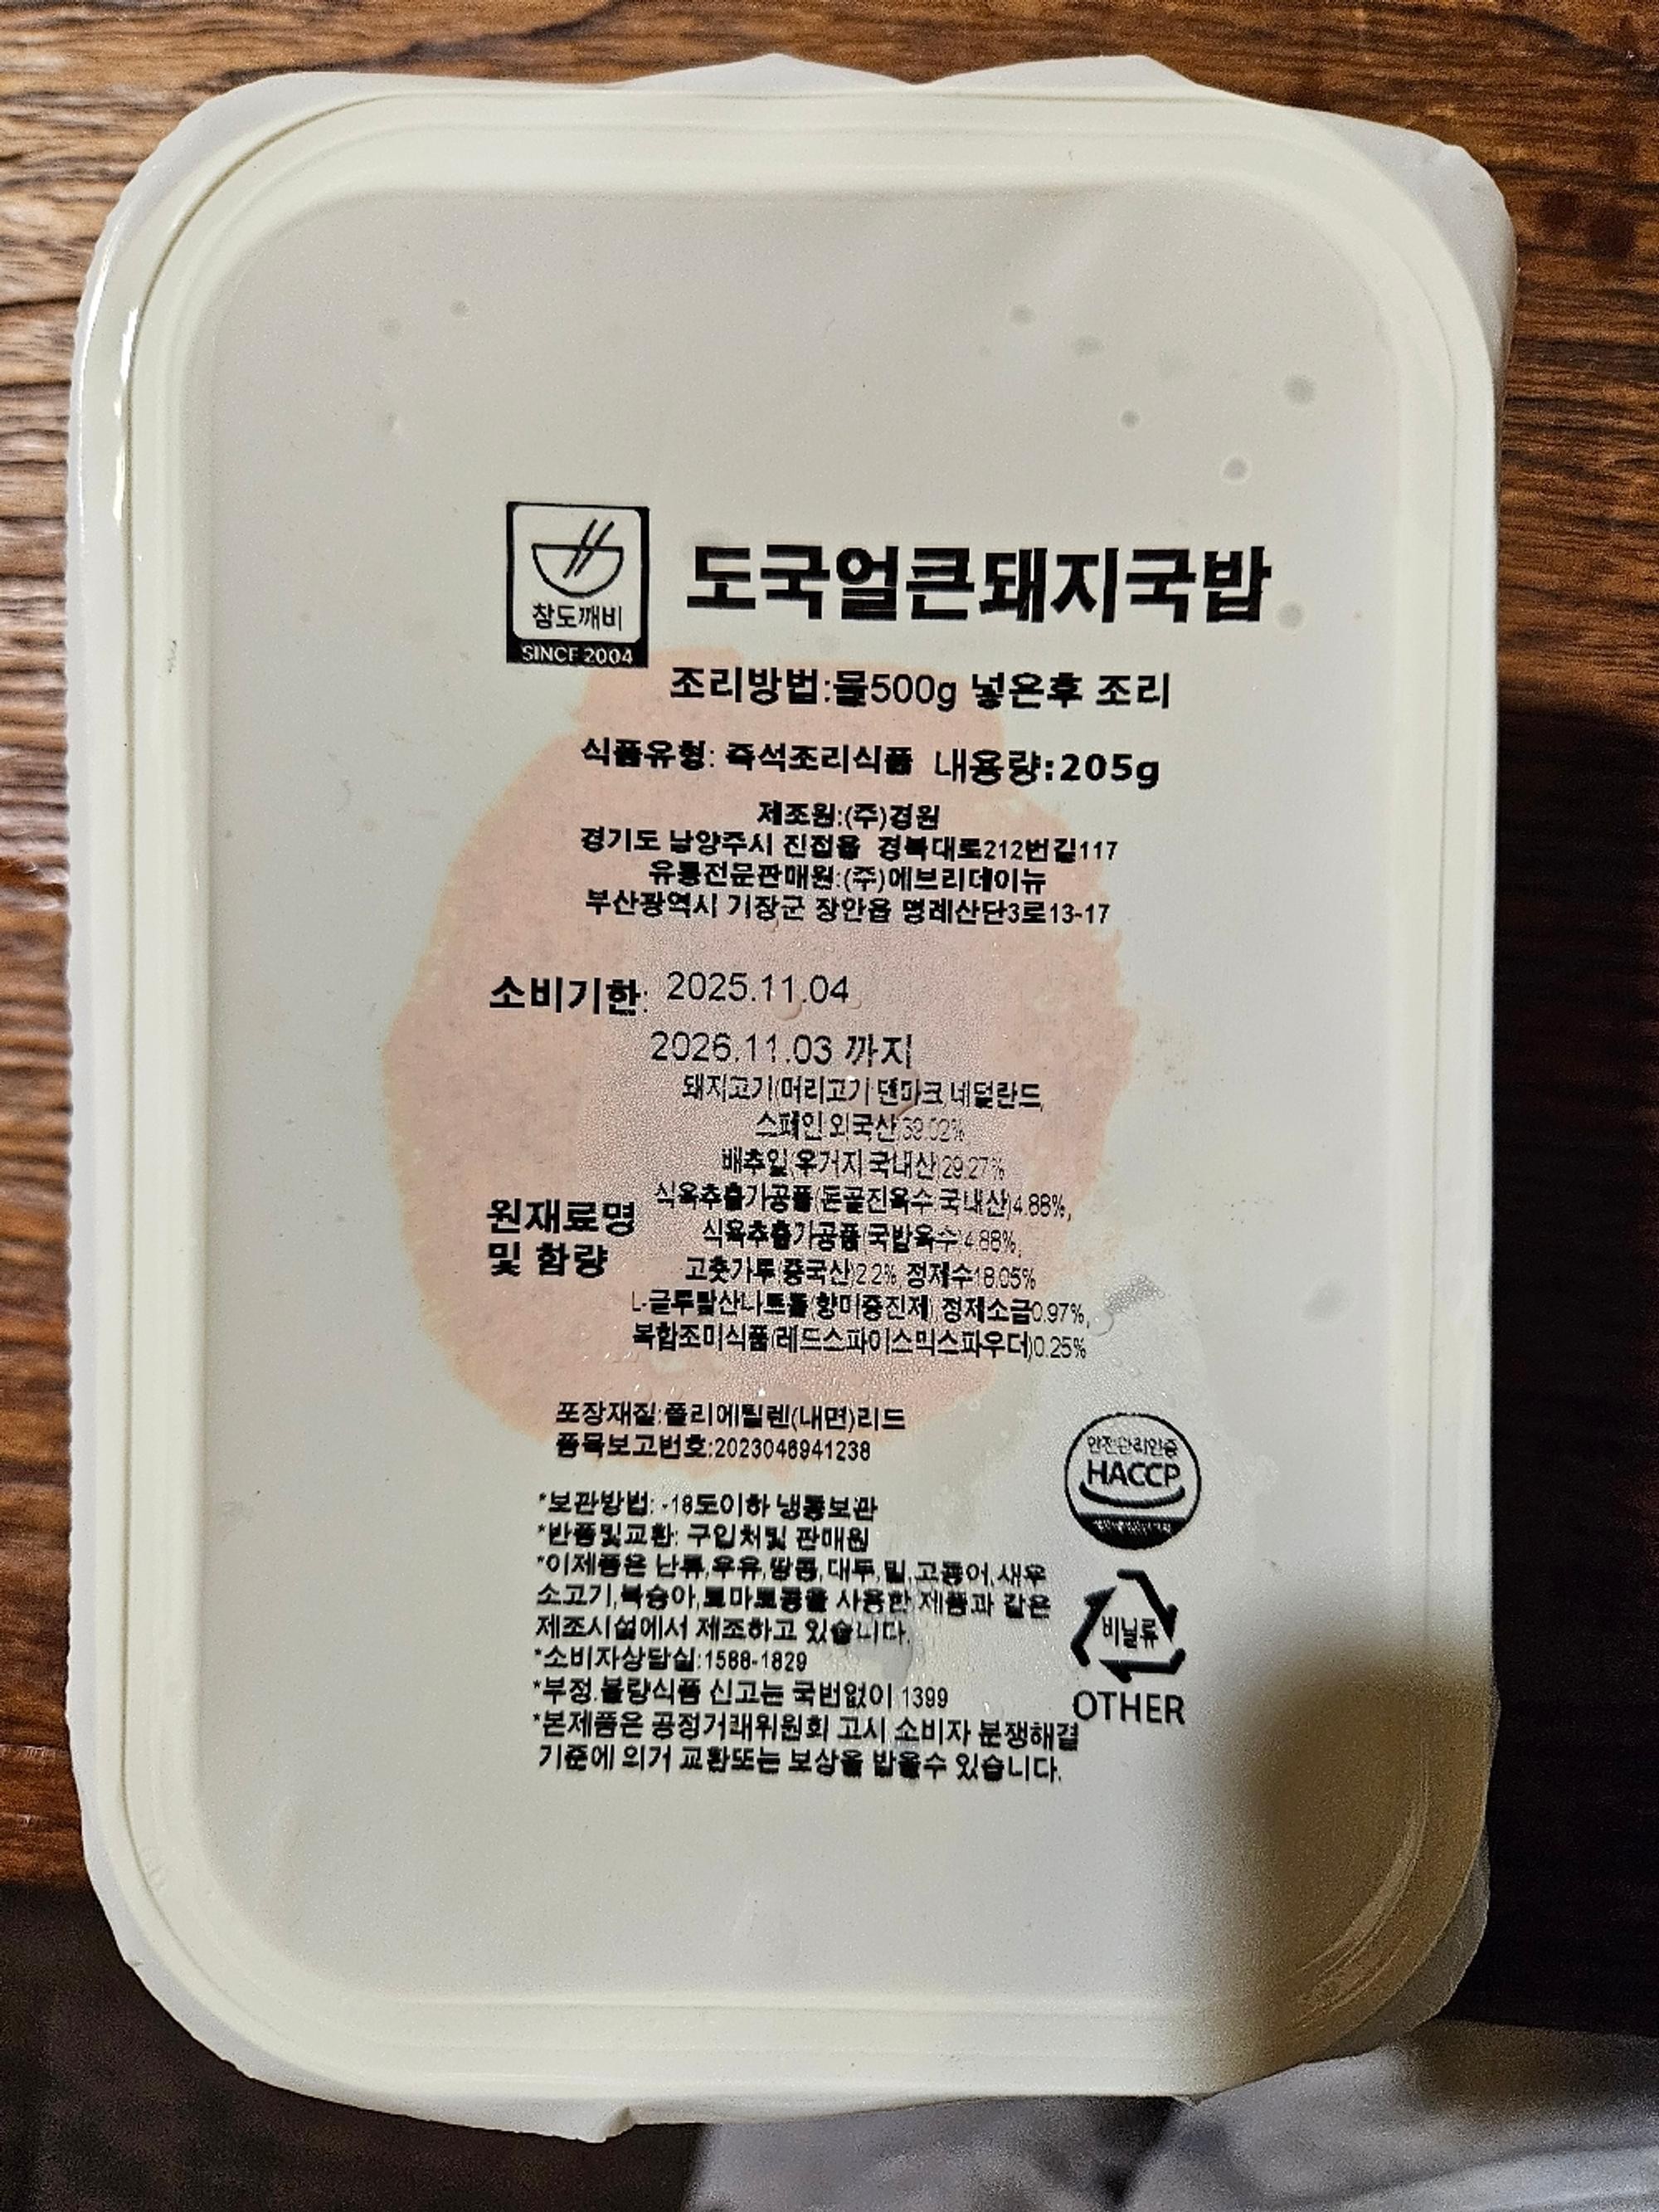 참도깨비
SINCE 2004
도국얼큰돼지국밥
조리방법:물500g 넣은후 조리
식품유형: 즉석조리식품 내용량:205g
제조원:(주)경원
경기도 남양주시 진접읍 경복대로212번길117
유통전문판매원:(주)에브리데이뉴
부산광역시 기장군 장안읍 명례산단3로13-17
소비기한: 2025.11.04
2026.11.03 까지
원재료명
및 함량
돼지고기(머리고기 덴마크,네덜란드,
스페인 외국산)39.02%,
배추잎(우거지 국내산)29.27%
식육추출가공품(돈골진육수 국내산)4.88%,
식육추출가공품(국밥육수)4.88%,
고춧가루(중국산)2.2%, 정제수18.05%
L-글루탐산나트륨(향미증진제), 정제소금0.97%,
복합조미식품(레드스파이스믹스파우더)0.25%
포장재질:폴리에틸렌(내면)리드
품목보고번호:2023046941238
*보관방법: -18도이하 냉동보관
*반품및교환: 구입처및 판매원
*이제품은 난류,우유,땅콩,대두,밀,고등어,새우
소고기,복숭아,토마토등을 사용한 제품과 같은
제조시설에서 제조하고 있습니다.
*소비자상담실:1588-1829
*부정.불량식품 신고는 국번없이 1399
*본제품은 공정거래위원회 고시 소비자 분쟁해결
기준에 의거 교환또는 보상을 받을수 있습니다.
안전관리인증
HACCP
비닐류
OTHER